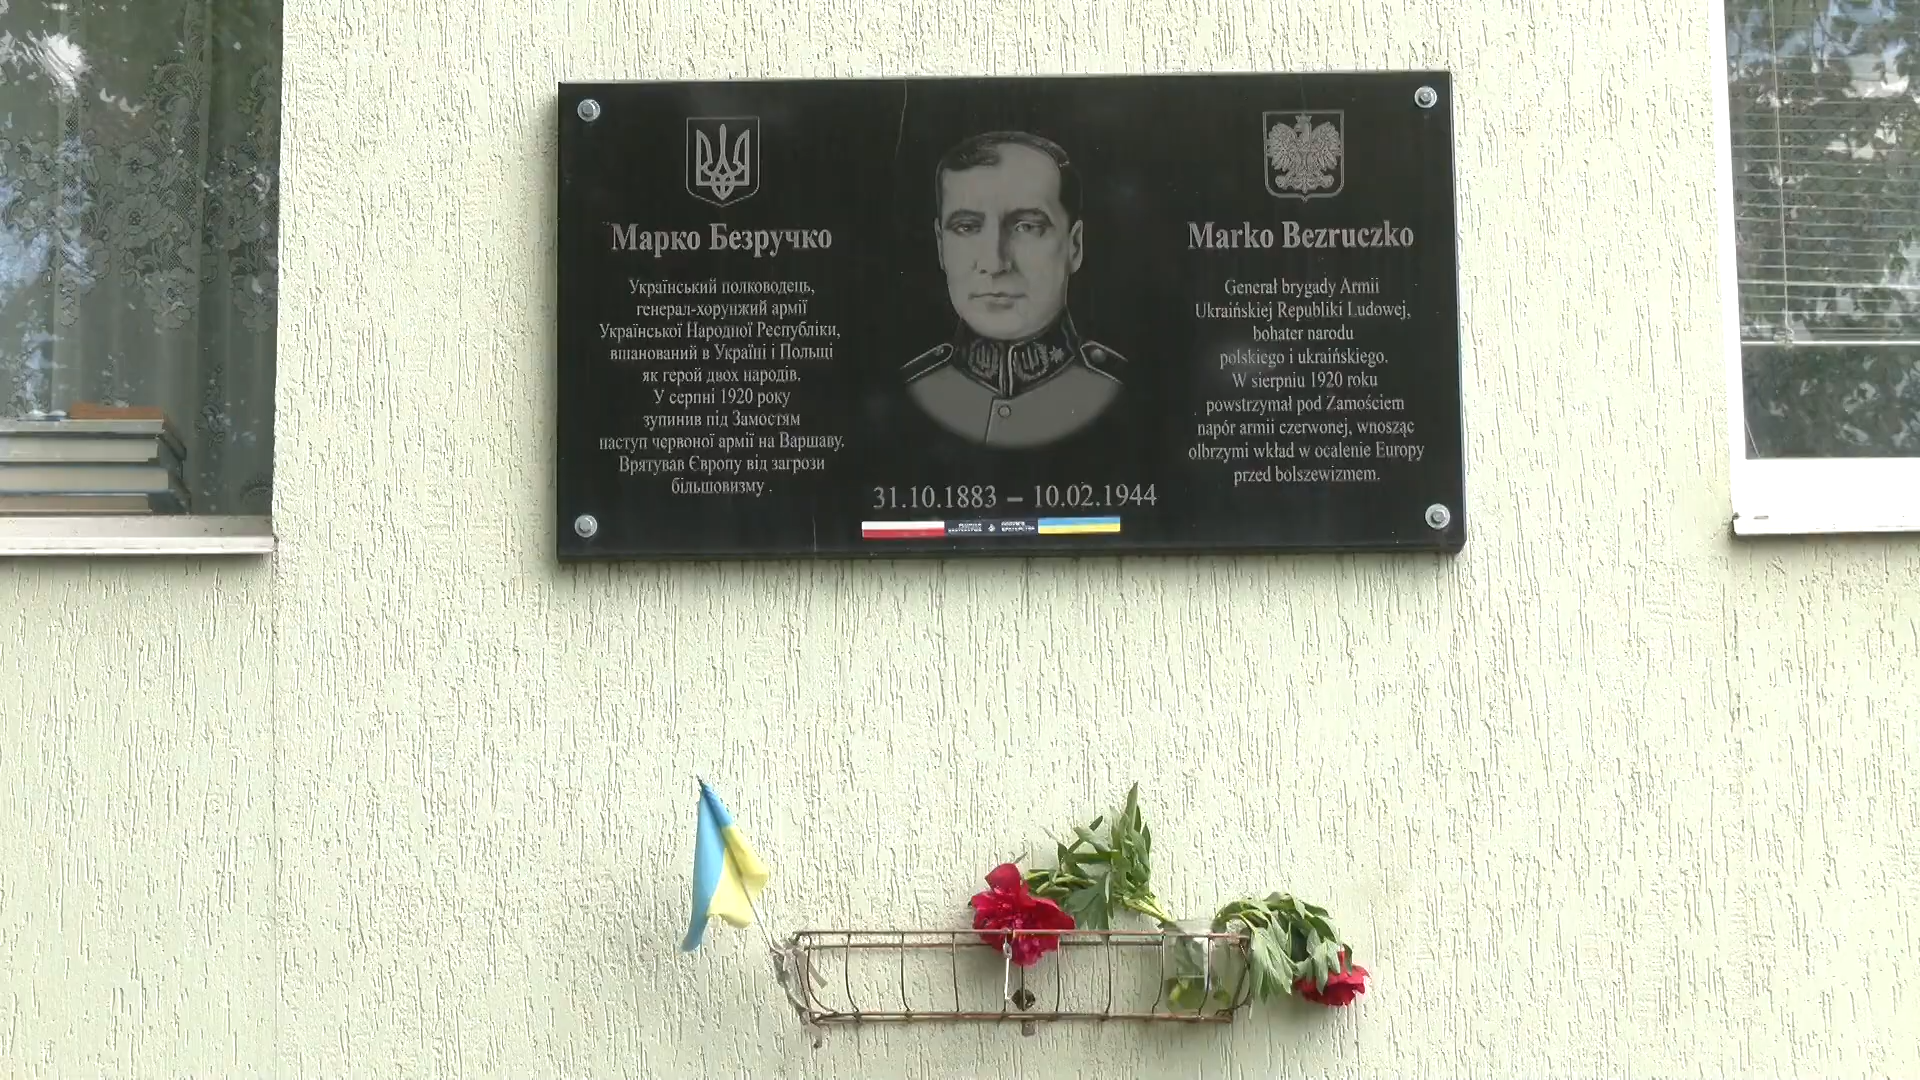 Марко Безручко
Український полководець,
генерал-хорунжий армії
Української Народної Республіки,
вшанований в Україні і Польщі
як герой двох народів.
У серпні 1920 року
зупинив під Замостям
наступ червоної армії на Варшаву.
Врятував Європу від загрози
більшовизму .
31.10.1883 – 10.02.1944
Marko Bezruczko
Generał brygady Armii
Ukraińskiej Republiki Ludowej,
bohater narodu
polskiego i ukraińskiego.
W sierpniu 1920 roku
powstrzymał pod Zamościem
napór armii czerwonej, wnosząc
olbrzymi wkład w ocalenie Europy
przed bolszewizmem.